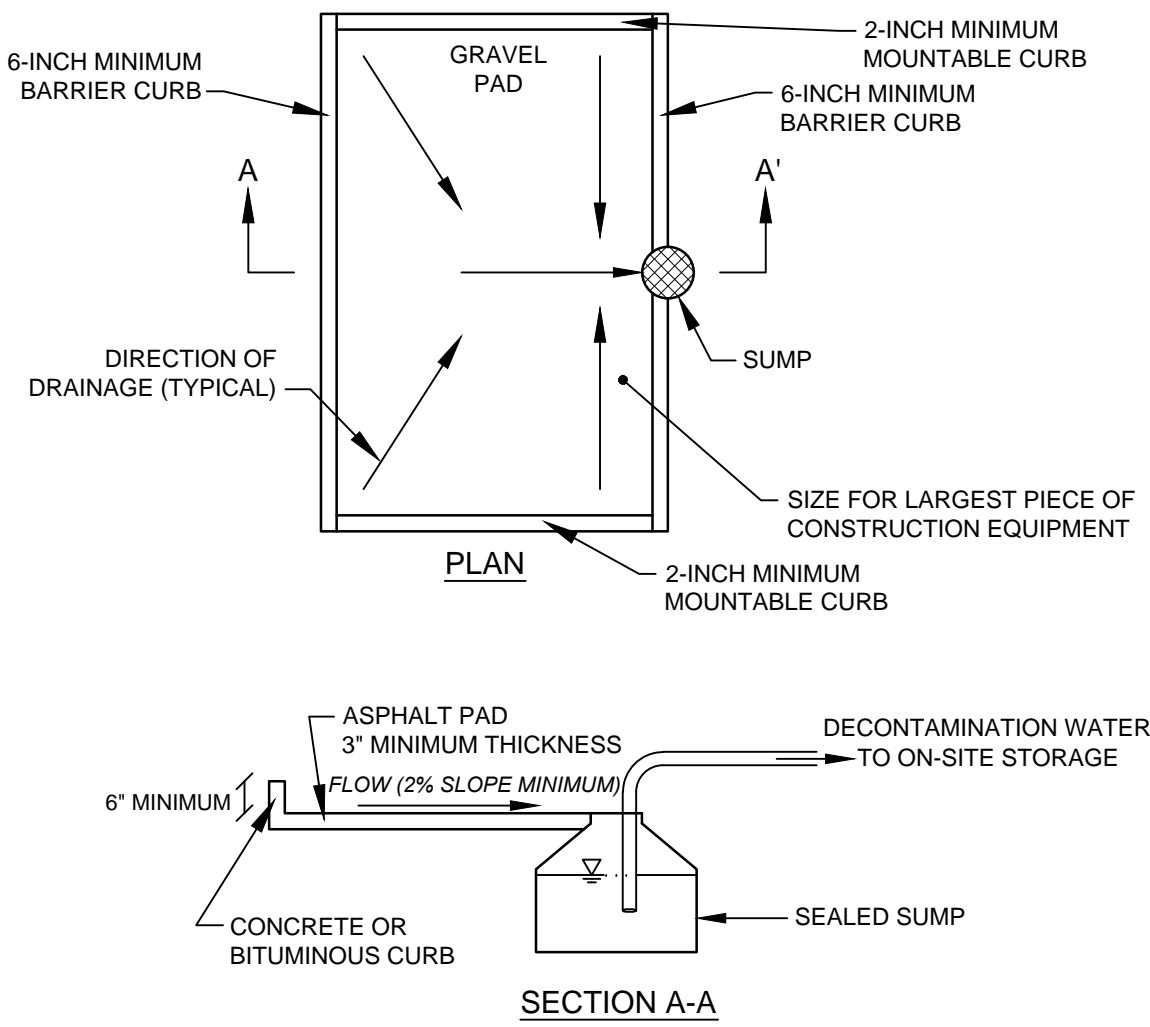 2-INCH MINIMUM
MOUNTABLE CURB
6-INCH MINIMUM
BARRIER CURB
GRAVEL
PAD
6-INCH MINIMUM
BARRIER CURB
A
A'
DIRECTION OF
DRAINAGE (TYPICAL)
SUMP
SIZE FOR LARGEST PIECE OF
CONSTRUCTION EQUIPMENT
PLAN
2-INCH MINIMUM
MOUNTABLE CURB
ASPHALT PAD
3" MINIMUM THICKNESS
DECONTAMINATION WATER
TO ON-SITE STORAGE
FLOW (2% SLOPE MINIMUM)
6" MINIMUM
CONCRETE OR
BITUMINOUS CURB
SEALED SUMP
SECTION A-A